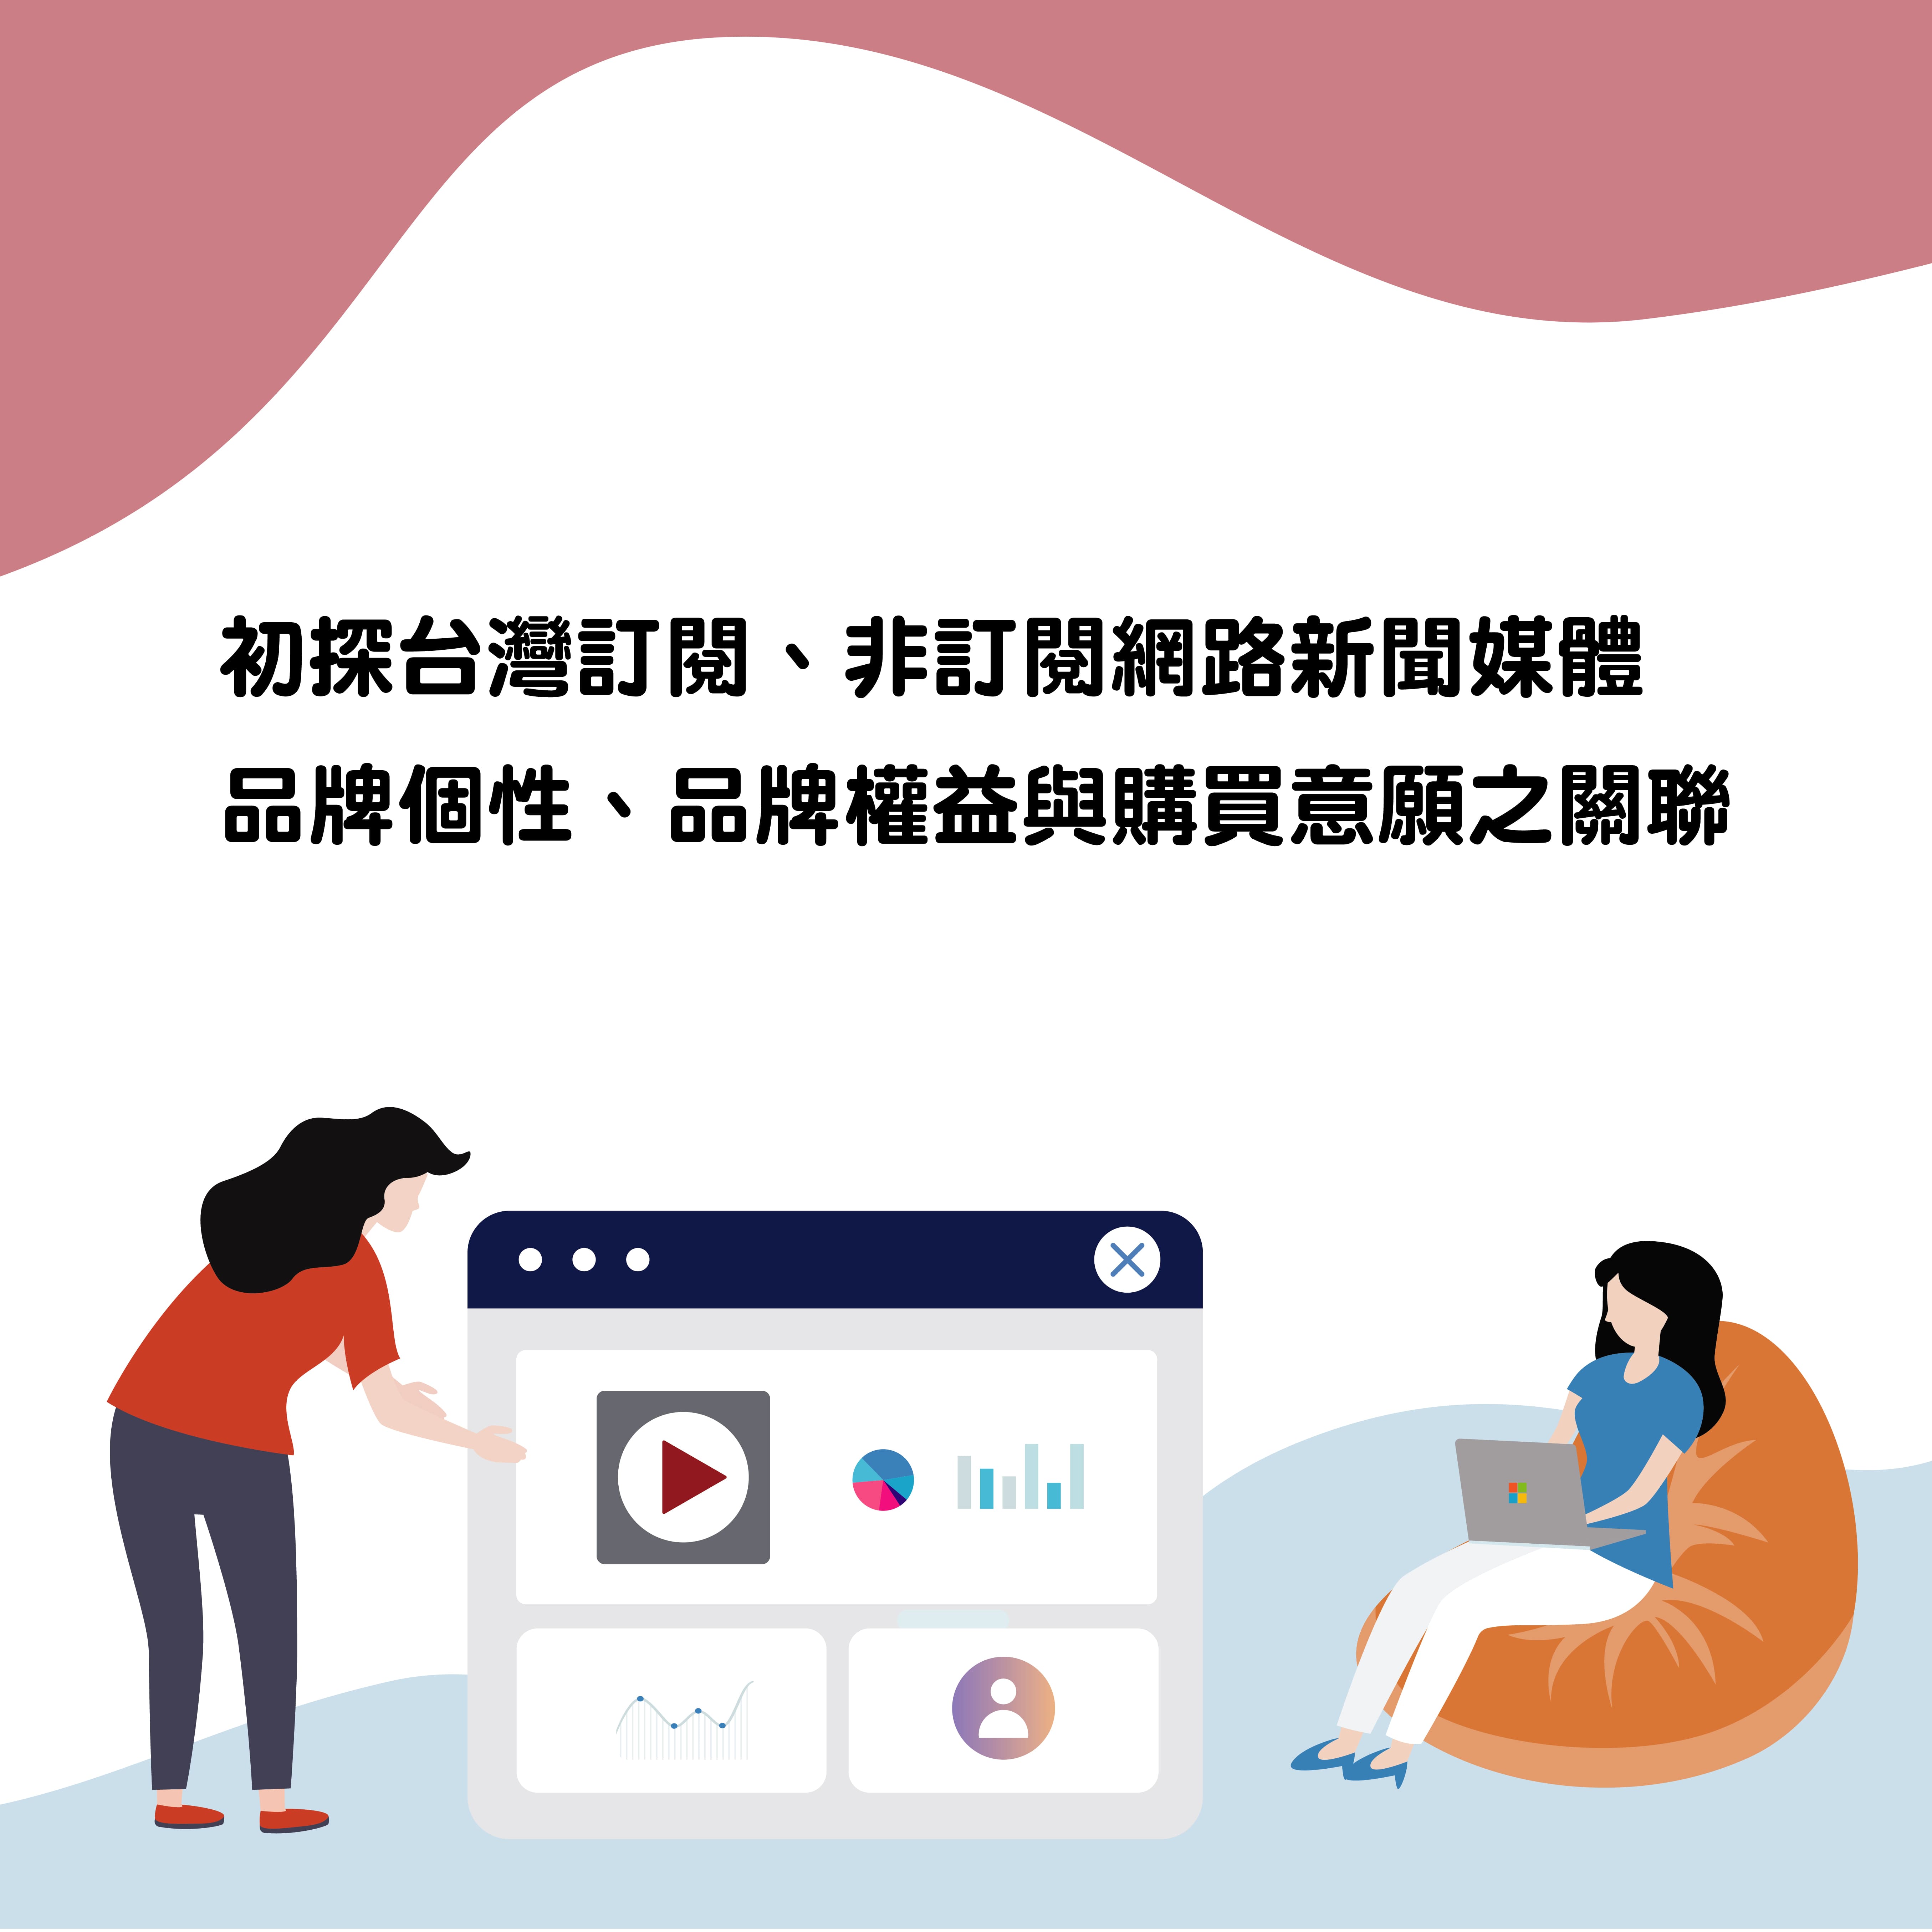 初探台灣訂閱、非訂閱網路新聞媒體
品牌個性、品牌權益與購買意願之關聯